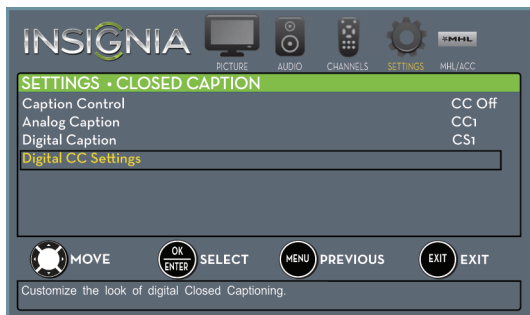 INSIGNIA
PICTURE AUDIO CHANNELS SETTINGS MHL MHL/ACC
SETTINGS • CLOSED CAPTION
Caption Control CC Off
Analog Caption CC1
Digital Caption CS1
Digital CC Settings
MOVE OK ENTER SELECT MENU PREVIOUS EXIT EXIT
Customize the look of digital Closed Captioning.